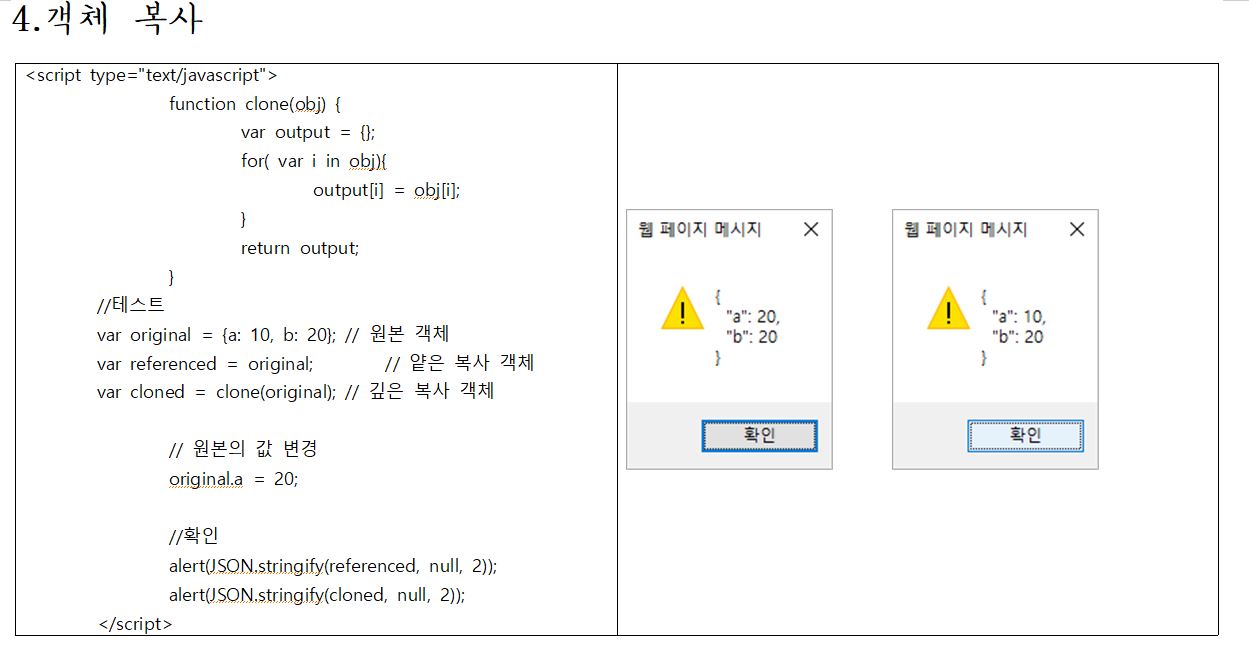 4.객체 복사
<script type="text/javascript">
function clone(obj) {
var output = {};
for( var i in obj){
output[i] = obj[i];
}
return output;
}
//테스트
var original = {a: 10, b: 20}; // 원본 객체
var referenced = original; // 얕은 복사 객체
var cloned = clone(original); // 깊은 복사 객체
// 원본의 값 변경
original.a = 20;
//확인
alert(JSON.stringify(referenced, null, 2));
alert(JSON.stringify(cloned, null, 2));
</script>
웹 페이지 메시지
{
"a": 20,
"b": 20
}
확인
웹 페이지 메시지
{
"a": 10,
"b": 20
}
확인